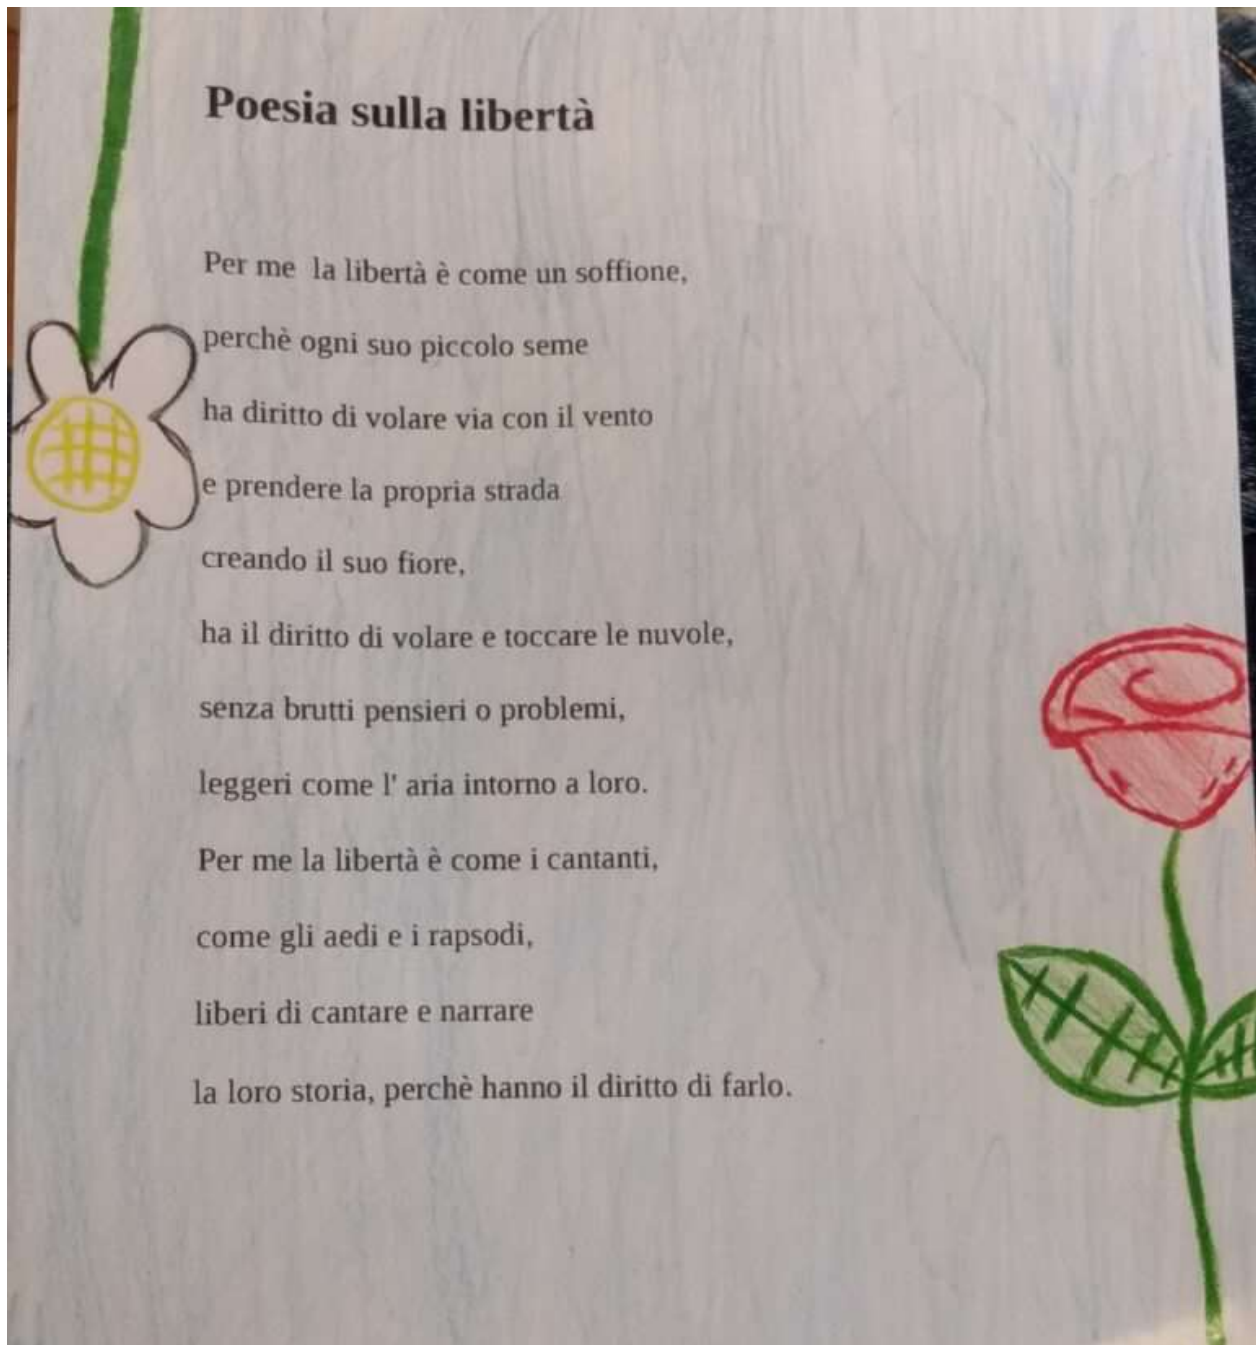 Poesia sulla libertà
Per me  la libertà è come un soffione,
perchè ogni suo piccolo seme
ha diritto di volare via con il vento
e prendere la propria strada
creando il suo fiore,
ha il diritto di volare e toccare le nuvole,
senza brutti pensieri o problemi,
leggeri come l' aria intorno a loro.
Per me la libertà è come i cantanti,
come gli aedi e i rapsodi,
liberi di cantare e narrare
la loro storia, perchè hanno il diritto di farlo.